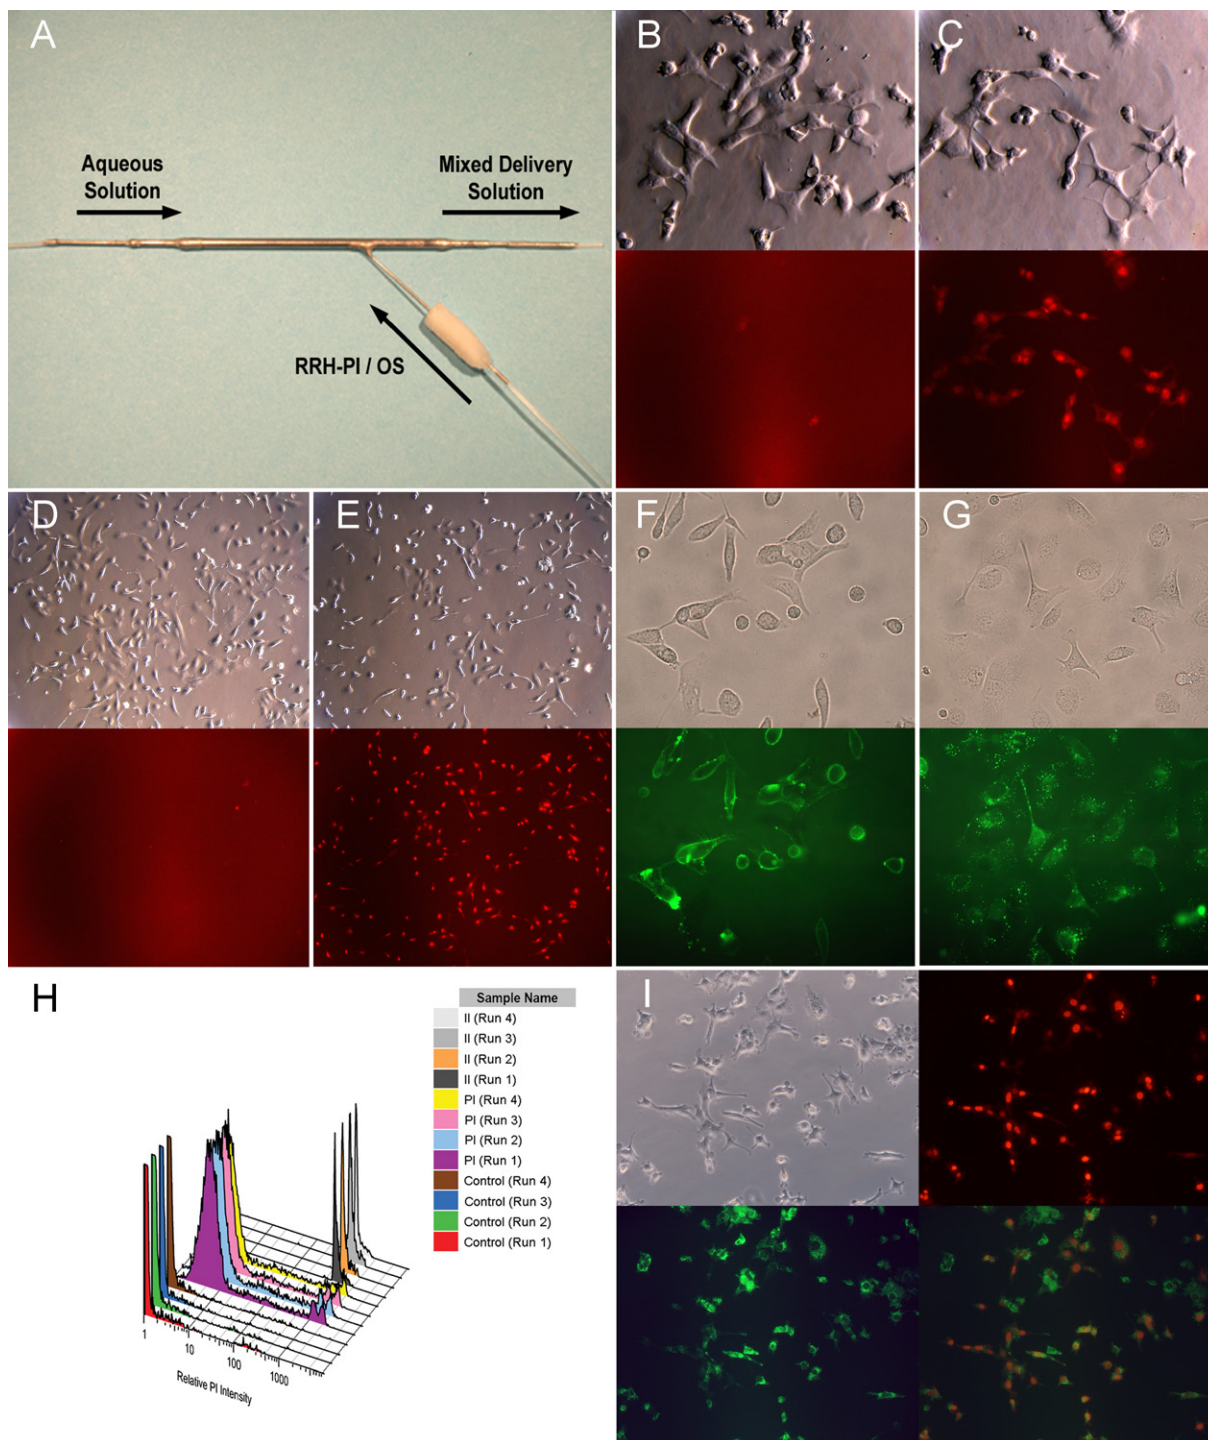 A
Aqueous
Solution
Mixed Delivery
Solution
RRH-PI / OS
B
C
D
E
F
G
H
Sample Name
II (Run 4)
II (Run 3)
II (Run 2)
II (Run 1)
PI (Run 4)
PI (Run 3)
PI (Run 2)
PI (Run 1)
Control (Run 4)
Control (Run 3)
Control (Run 2)
Control (Run 1)
1
10
100
1000
Relative PI Intensity
I